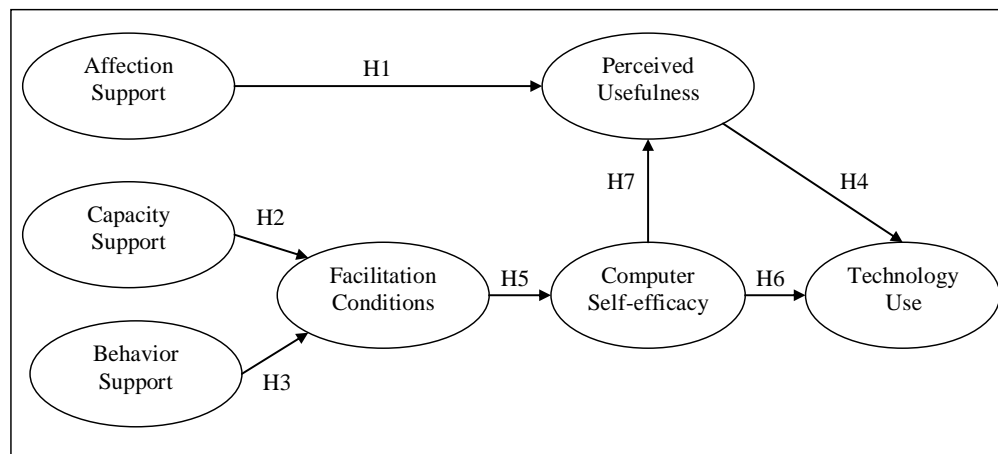 Affection
Support
H1
Perceived
Usefulness
H7
H4
Capacity
Support
H2
Facilitation
Conditions
H5
Computer
Self-efficacy
H6
Technology
Use
Behavior
Support
H3